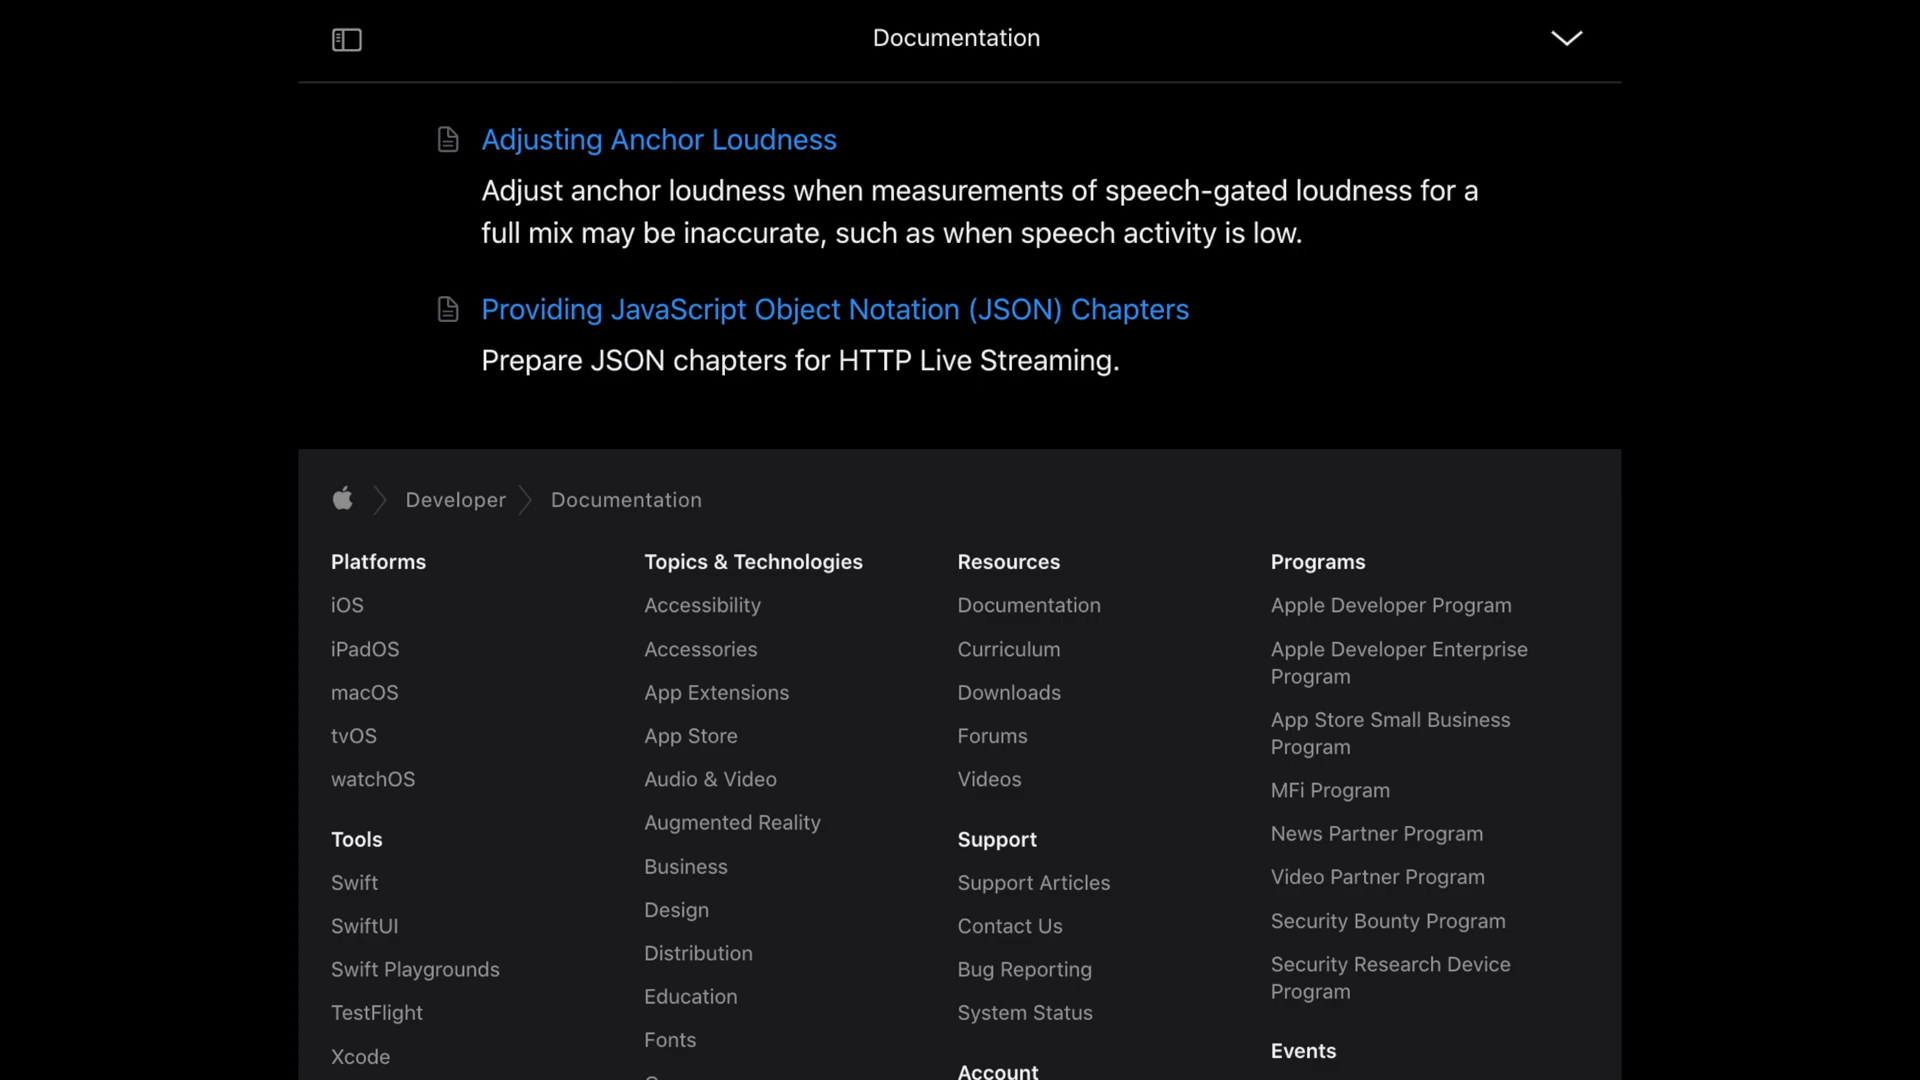 Documentation
Adjusting Anchor Loudness
Adjust anchor loudness when measurements of speech-gated loudness for a
full mix may be inaccurate, such as when speech activity is low.
Providing JavaScript Object Notation (JSON) Chapters
Prepare JSON chapters for HTTP Live Streaming.
Developer
Documentation
Platforms
iOS
iPadOS
macOS
tvOS
watchOS
Tools
Swift
SwiftUI
Swift Playgrounds
TestFlight
Xcode
Topics & Technologies
Accessibility
Accessories
App Extensions
App Store
Audio & Video
Augmented Reality
Business
Design
Distribution
Education
Fonts
Resources
Documentation
Curriculum
Downloads
Forums
Videos
Support
Support Articles
Contact Us
Bug Reporting
System Status
Account
Programs
Apple Developer Program
Apple Developer Enterprise
Program
App Store Small Business
Program
MFi Program
News Partner Program
Video Partner Program
Security Bounty Program
Security Research Device
Program
Events